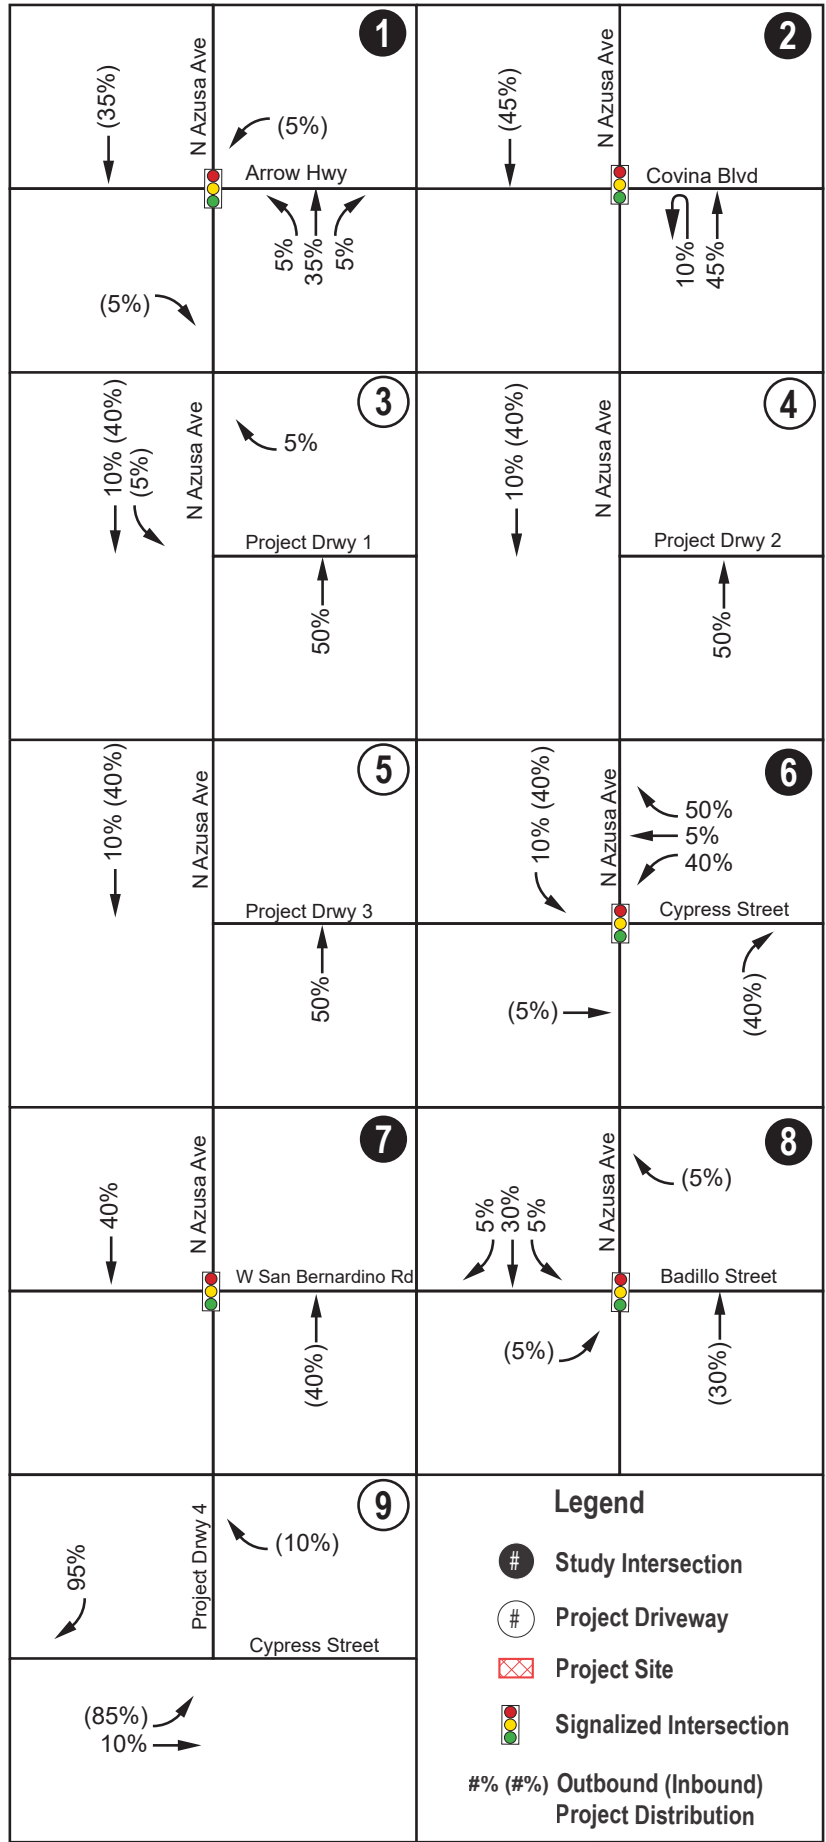 1
N Azusa Ave
(35%)
(5%)
Arrow Hwy
5%
35%
5%
(5%)
2
N Azusa Ave
(45%)
Covina Blvd
10%
45%
3
N Azusa Ave
10% (40%)
(5%)
5%
Project Drwy 1
50%
4
N Azusa Ave
10% (40%)
Project Drwy 2
50%
5
N Azusa Ave
10% (40%)
Project Drwy 3
50%
6
N Azusa Ave
10% (40%)
50%
5%
40%
Cypress Street
(5%)
(40%)
7
N Azusa Ave
40%
W San Bernardino Rd
(40%)
8
N Azusa Ave
5%
30%
5%
(5%)
Badillo Street
(5%)
(30%)
9
Project Drwy 4
95%
(10%)
Cypress Street
(85%)
10%
Legend
# Study Intersection
# Project Driveway
Project Site
Signalized Intersection
#% (#%) Outbound (Inbound)
Project Distribution